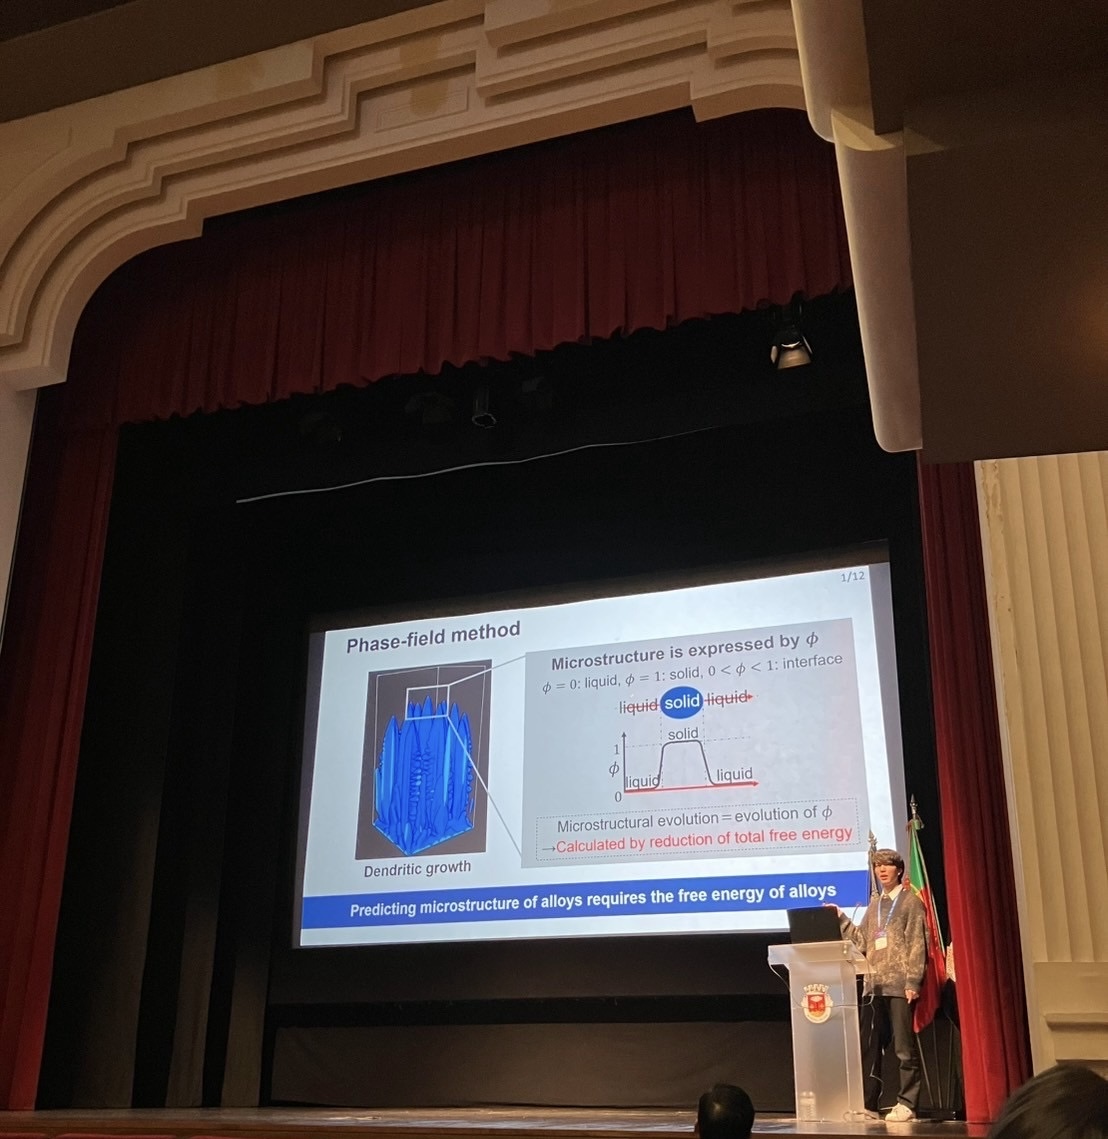 1/12
Phase-field method
Microstructure is expressed by ϕ
ϕ = 0: liquid, ϕ = 1: solid, 0 < ϕ < 1: interface
liquid solid liquid
solid
1
ϕ
liquid liquid
0
Microstructural evolution = evolution of ϕ
→Calculated by reduction of total free energy
Dendritic growth
Predicting microstructure of alloys requires the free energy of alloys